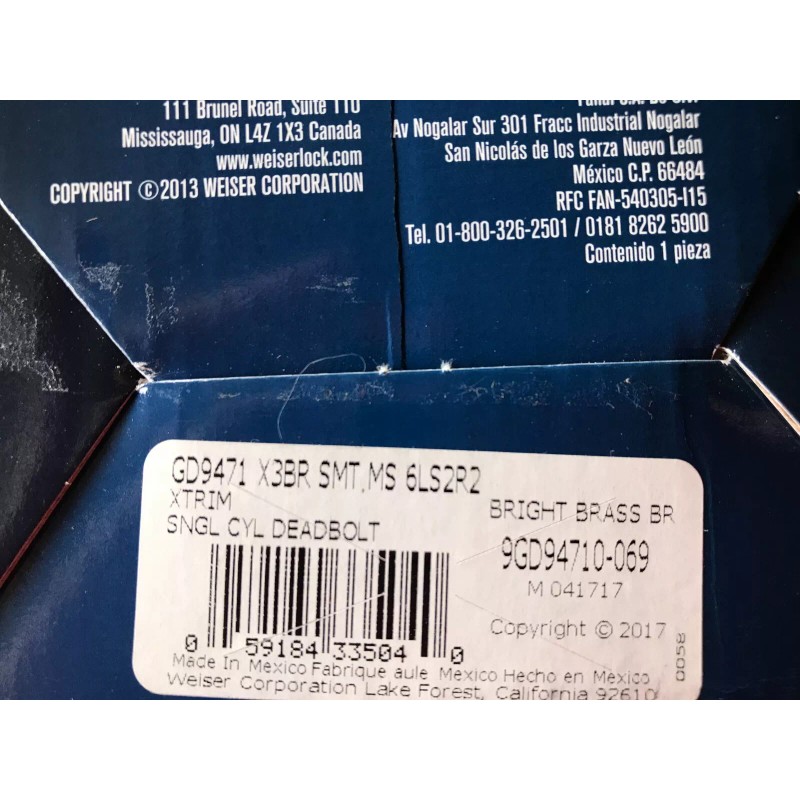 111 Brunel Road, Suite 110
Mississauga, ON L4Z 1X3 Canada
www.weiserlock.com
COPYRIGHT © 2013 WEISER CORPORATION
Av Nogalar Sur 301 Fracc Industrial Nogalar
San Nicolás de los Garza Nuevo León
México C.P. 66484
RFC FAN-540305-I15
Tel. 01-800-326-2501 / 0181 8262 5900
Contenido 1 pieza
GD9471 X3BR SMT,MS 6LS2R2
XTRIM
SNGL CYL DEADBOLT
BRIGHT BRASS BR
9GD94710-069
M 041717
Copyright © 2017
0058
0 59184 33504 0
Made In Mexico Fabrique aule Mexico Hecho en Mexico
Weiser Corporation Lake Forest, California 92610